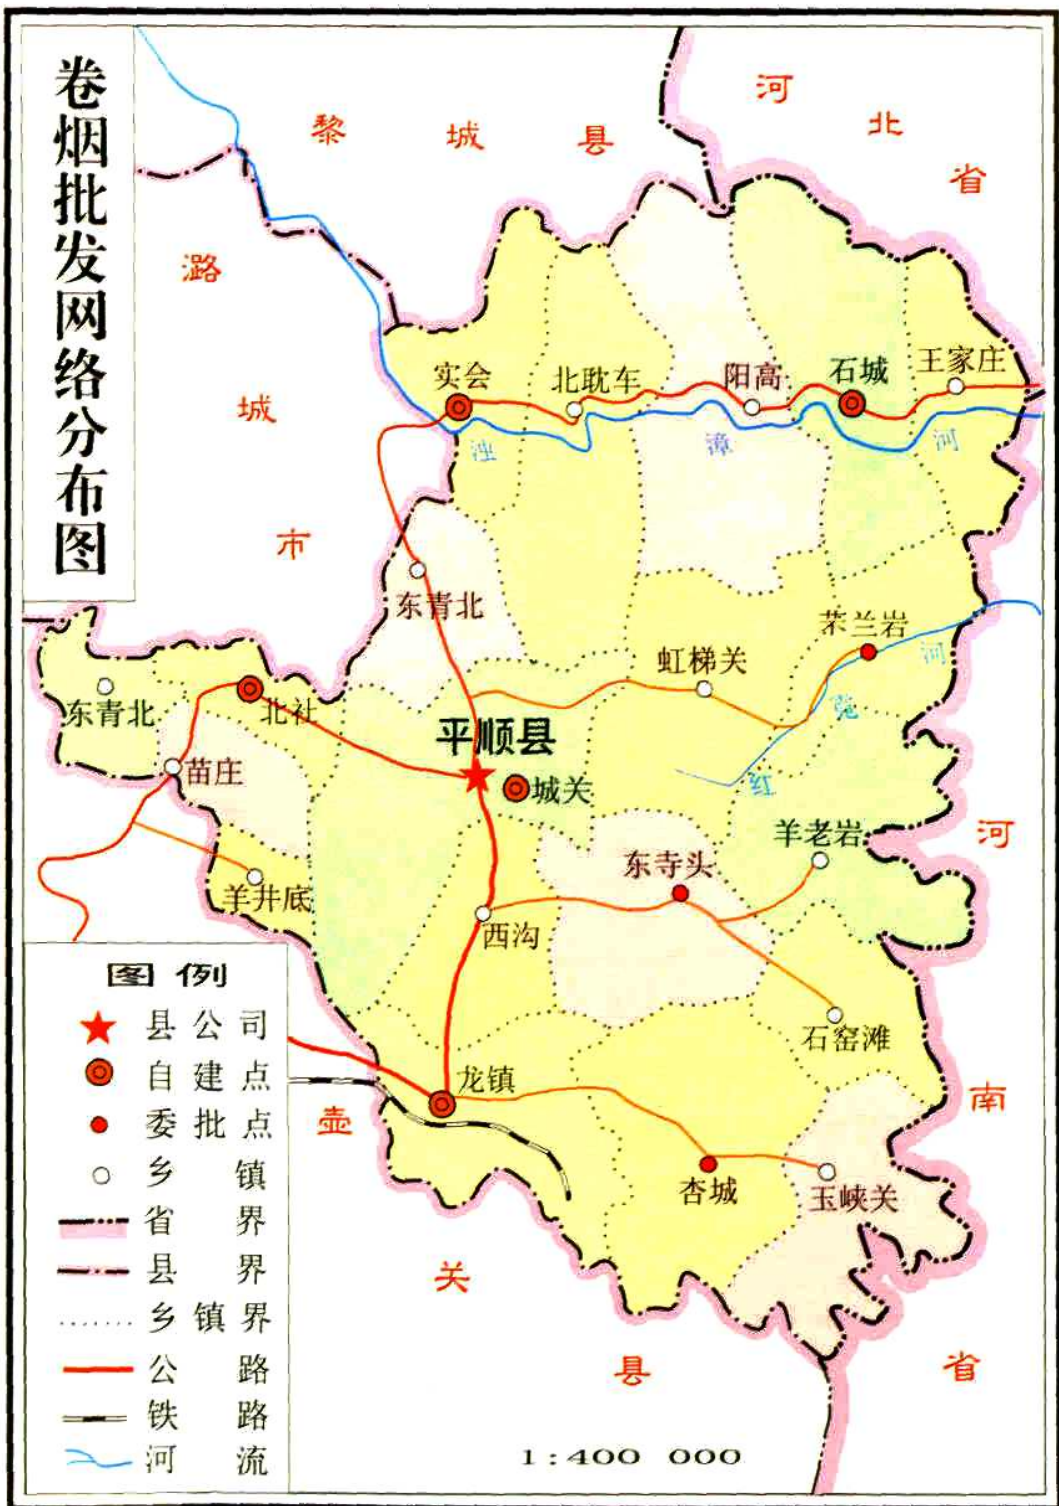 卷烟批发网络分布图
黎城县
河北省
潞城市
实会
北耽车
阳高
石城
王家庄
浊漳河
东青北
虹梯关
茉兰岩
河
东青北
北社
平顺县
苗庄
城关
羊老岩
河南省
东寺头
羊井底
西沟
石窑滩
龙镇
杏城
玉峡关
壶关县
图例
县公司
自建点
委批点
乡镇
省界
县界
乡镇界
公路
铁路
河流
1:400 000